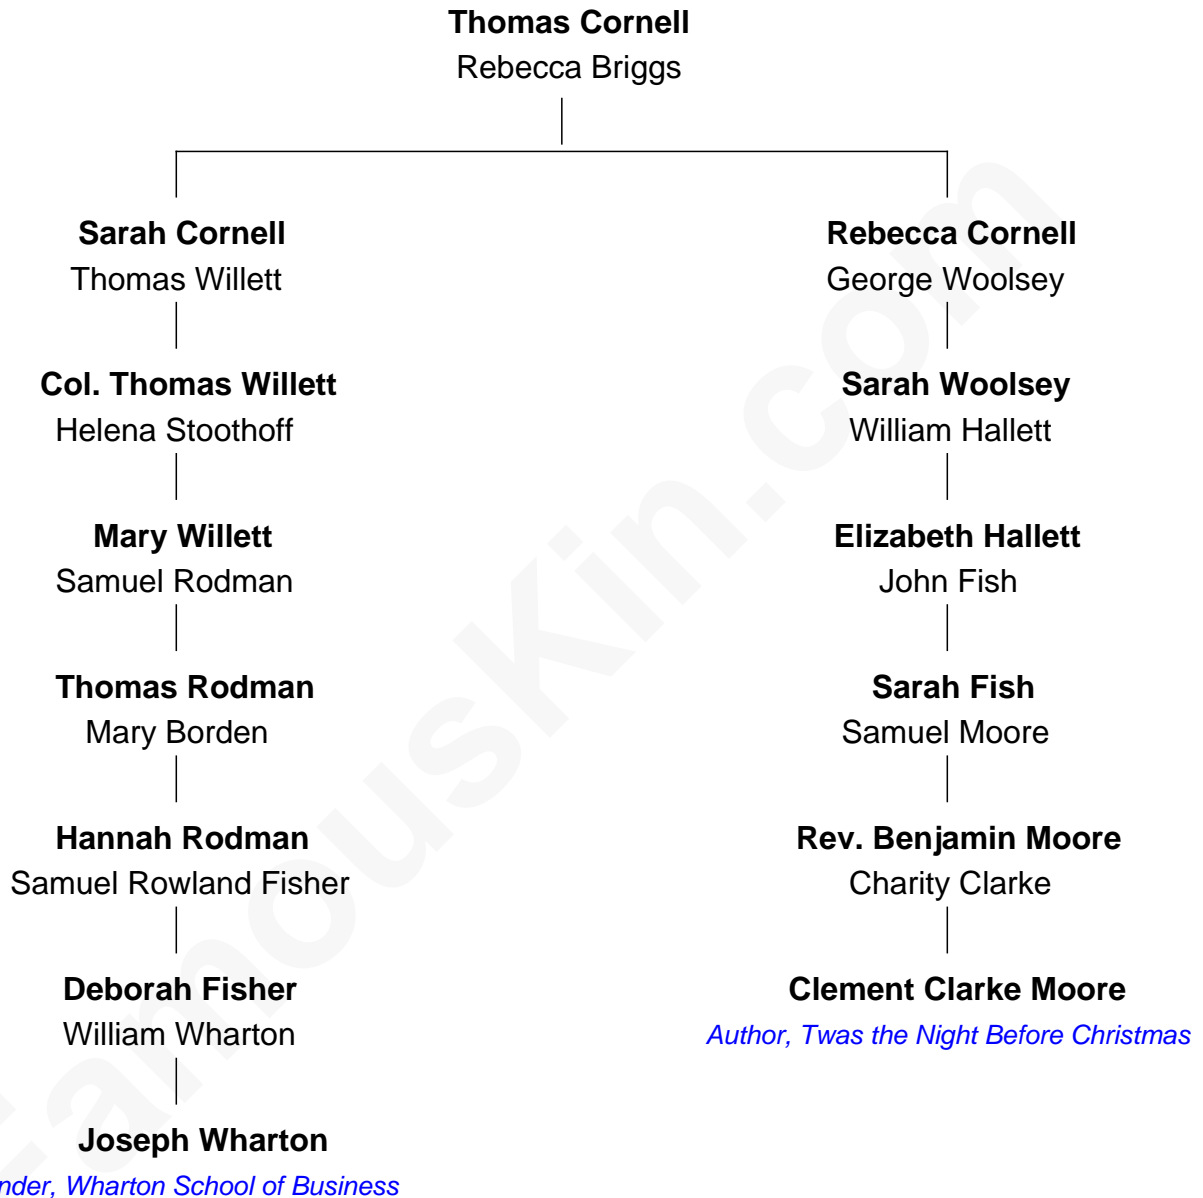 Thomas Cornell
Rebecca Briggs
Sarah Cornell
Thomas Willett
Col. Thomas Willett
Helena Stoothoff
Mary Willett
Samuel Rodman
Thomas Rodman
Mary Borden
Hannah Rodman
Samuel Rowland Fisher
Deborah Fisher
William Wharton
Joseph Wharton
nder, Wharton School of Business
Rebecca Cornell
George Woolsey
Sarah Woolsey
William Hallett
Elizabeth Hallett
John Fish
Sarah Fish
Samuel Moore
Rev. Benjamin Moore
Charity Clarke
Clement Clarke Moore
Author, Twas the Night Before Christmas
FamousKin.com